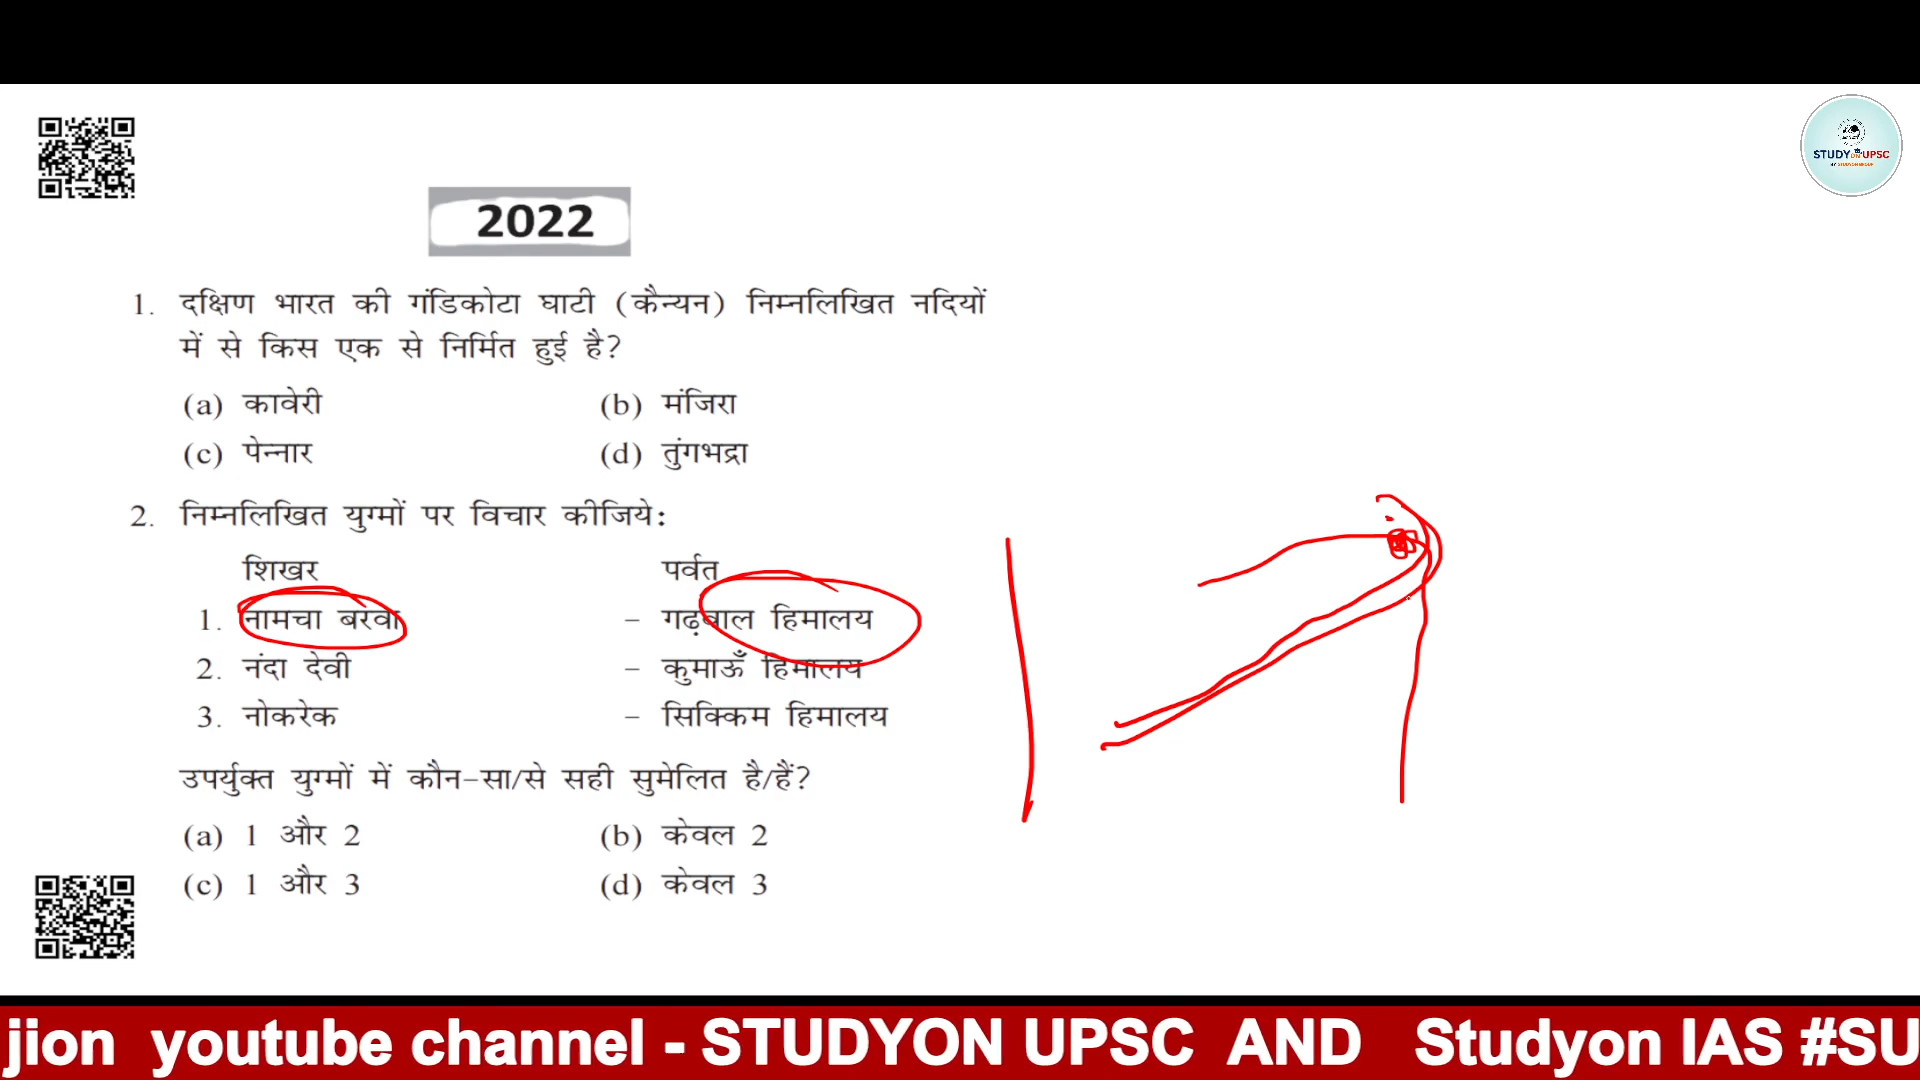 STUDY ON UPSC
2022
1. दक्षिण भारत की गंडिकोटा घाटी (कैन्यन) निम्नलिखित नदियों
में से किस एक से निर्मित हुई है?
(a) कावेरी (b) मंजिरा
(c) पेन्नार (d) तुंगभद्रा
2. निम्नलिखित युग्मों पर विचार कीजिये:
शिखर पर्वत
1. नामचा बरवा – गढ़वाल हिमालय
2. नंदा देवी – कुमाऊँ हिमालय
3. नोकरेक – सिक्किम हिमालय
उपर्युक्त युग्मों में कौन-सा/से सही सुमेलित है/हैं?
(a) 1 और 2 (b) केवल 2
(c) 1 और 3 (d) केवल 3
jion youtube channel - STUDYON UPSC AND Studyon IAS #SU